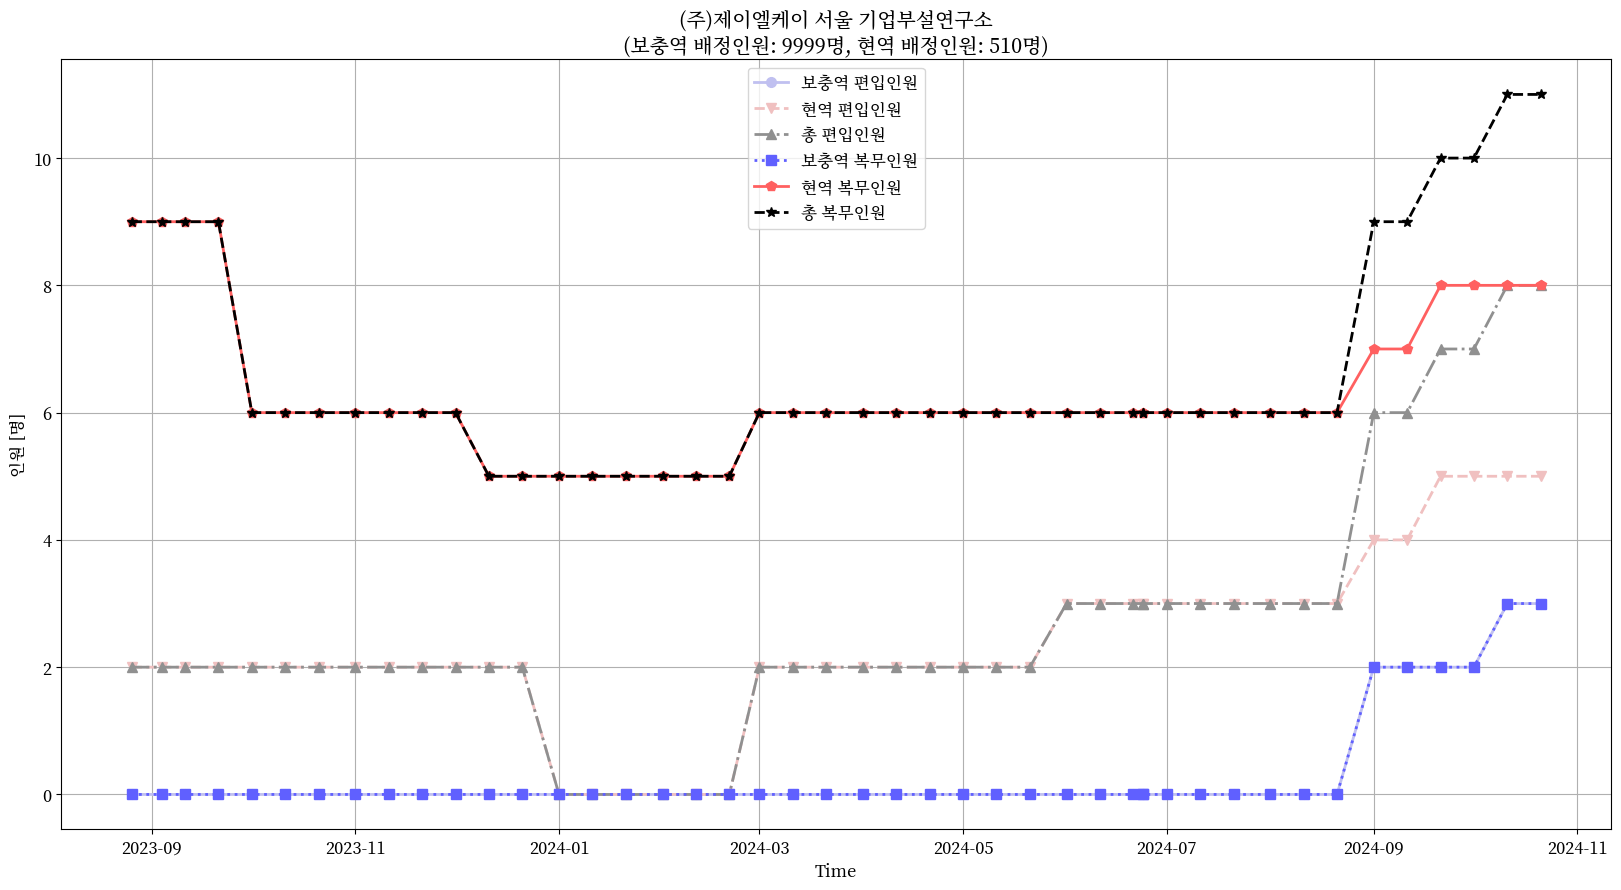 (주)제이엘케이 서울 기업부설연구소
(보충역 배정인원: 9999명, 현역 배정인원: 510명)
보충역 편입인원
현역 편입인원
총 편입인원
보충역 복무인원
현역 복무인원
총 복무인원
인원 [명]
10
8
6
4
2
0
2023-09
2023-11
2024-01
2024-03
2024-05
2024-07
2024-09
2024-11
Time